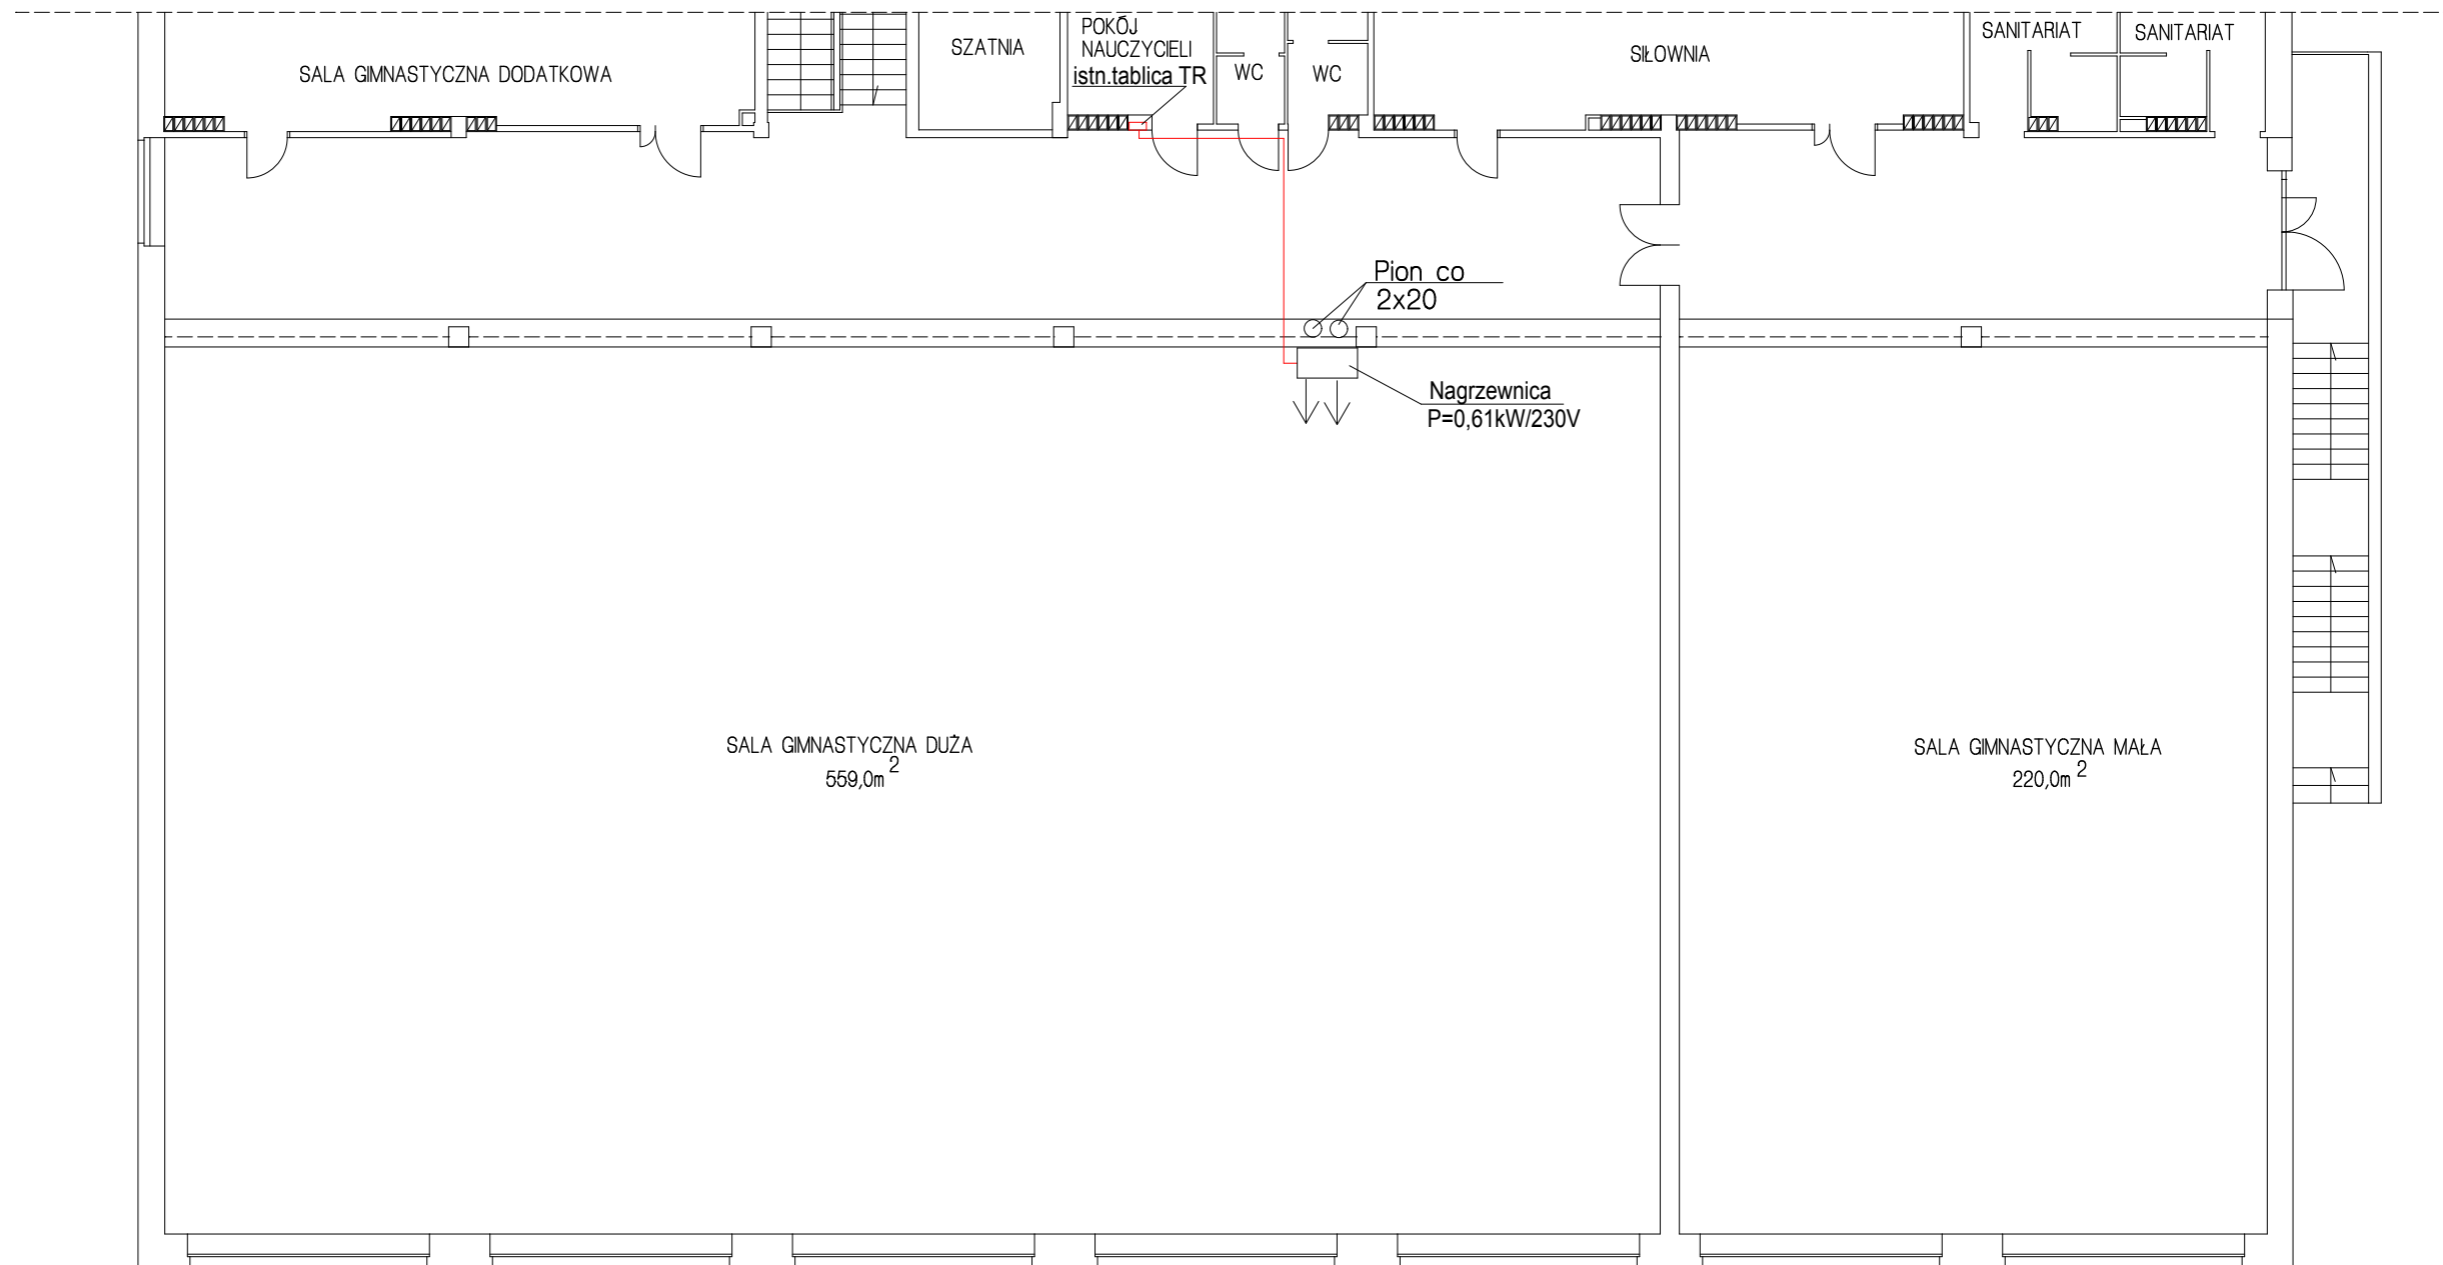 SALA GIMNASTYCZNA DODATKOWA
SZATNIA
POKÓJ
NAUCZYCIELI
istn.tablica TR
WC
WC
SIŁOWNIA
SANITARIAT
SANITARIAT
Pion co
2x20
Nagrzewnica
P=0,61kW/230V
SALA GIMNASTYCZNA DUŻA
559,0m 2
SALA GIMNASTYCZNA MAŁA
220,0m 2